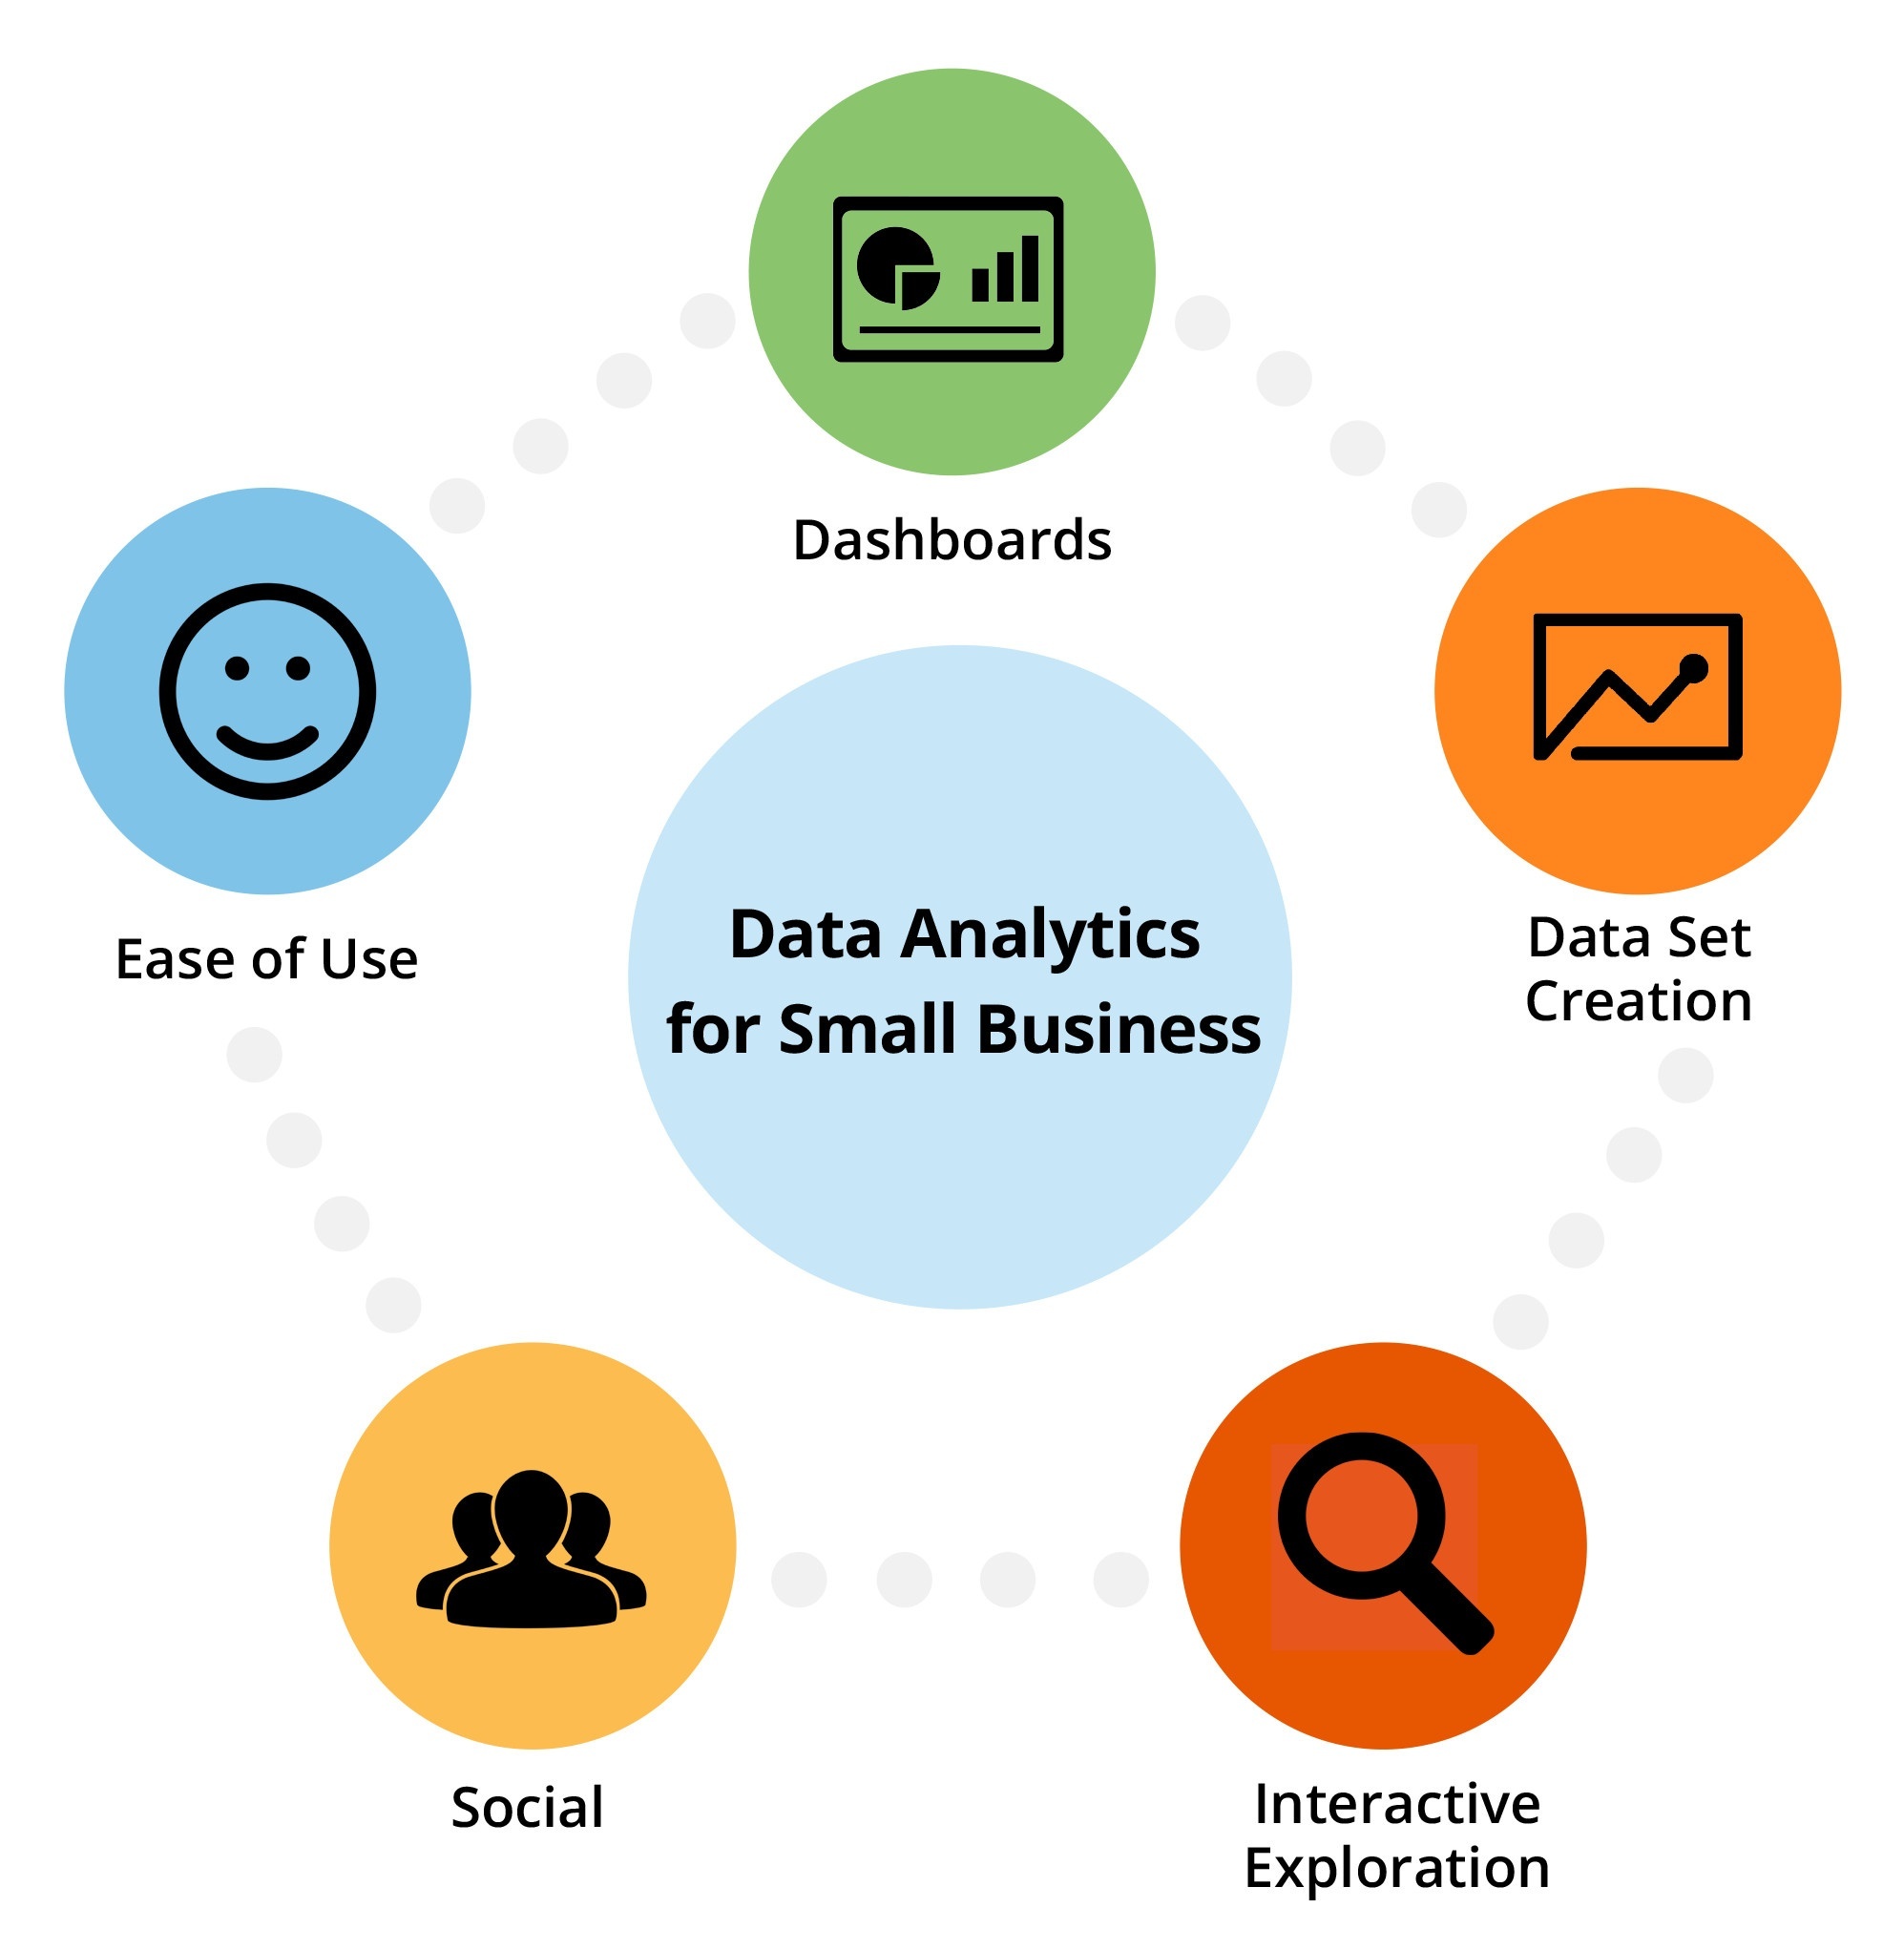 Dashboards
Ease of Use
Data Set
Creation
Data Analytics
for Small Business
Social
Interactive
Exploration